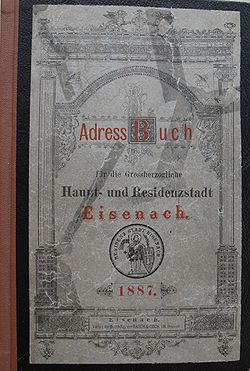 Adress Buch
für die Grossherzogliche
Haupt- und Residenzstadt
Eisenach.
1887.
Eisenach.